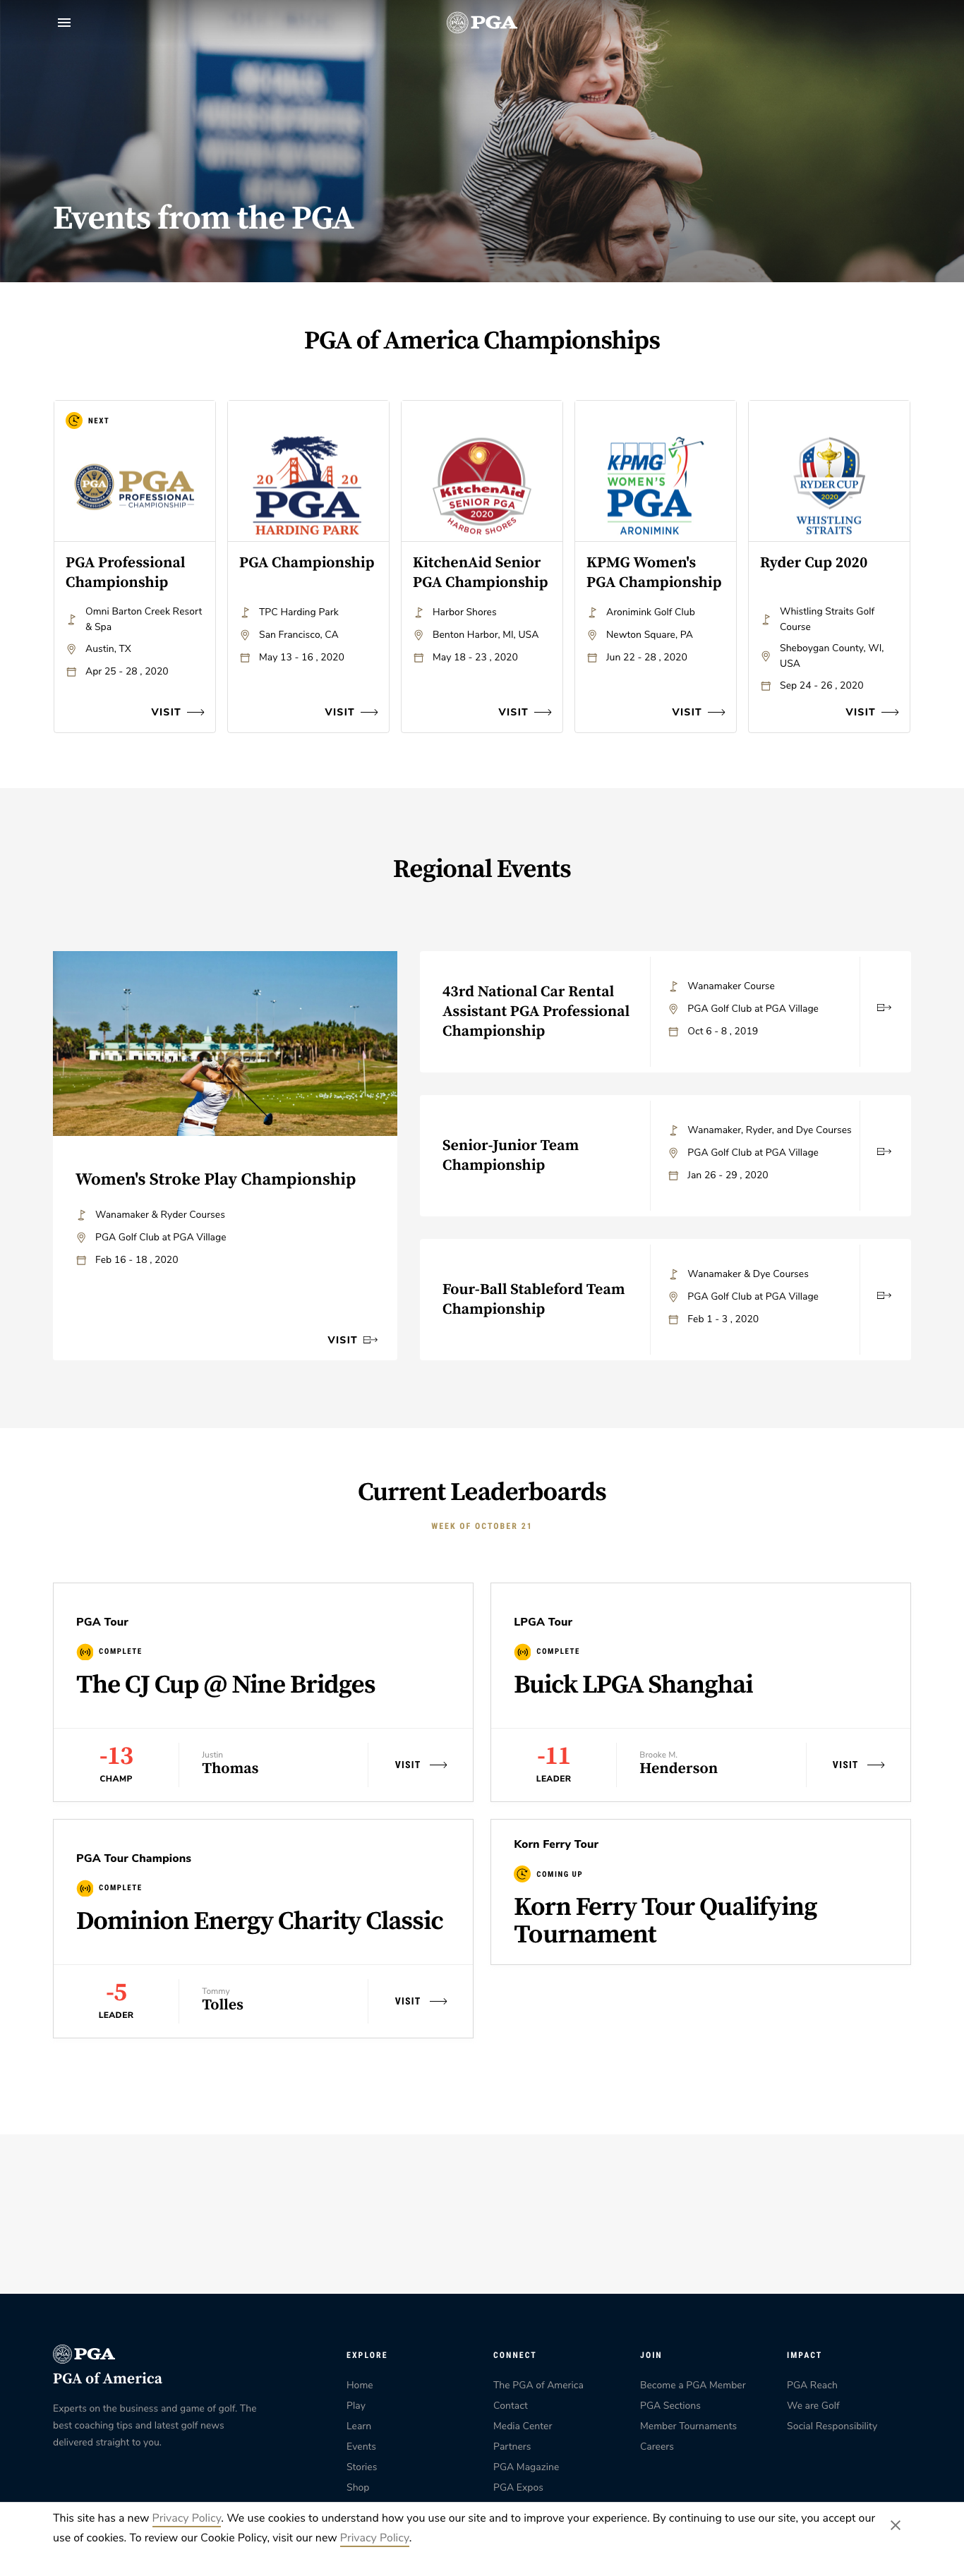 PGA
Events from the PGA
PGA of America Championships
NEXT
PGA
PGA
PROFESSIONAL
CHAMPIONSHIP
PGA Professional
Championship
Omni Barton Creek Resort
& Spa
Austin, TX
Apr 25 - 28 , 2020
VISIT
2020
PGA
HARDING PARK
PGA Championship
TPC Harding Park
San Francisco, CA
May 13 - 16 , 2020
VISIT
KitchenAid
SENIOR PGA
2020
HARBOR SHORES
KitchenAid Senior
PGA Championship
Harbor Shores
Benton Harbor, MI, USA
May 18 - 23 , 2020
VISIT
KPMG
WOMEN'S
PGA
ARONIMINK
KPMG Women's
PGA Championship
Aronimink Golf Club
Newton Square, PA
Jun 22 - 28 , 2020
VISIT
RYDER CUP
2020
WHISTLING
STRAITS
Ryder Cup 2020
Whistling Straits Golf
Course
Sheboygan County, WI,
USA
Sep 24 - 26 , 2020
VISIT
Regional Events
Women's Stroke Play Championship
Wanamaker & Ryder Courses
PGA Golf Club at PGA Village
Feb 16 - 18 , 2020
VISIT
43rd National Car Rental
Assistant PGA Professional
Championship
Wanamaker Course
PGA Golf Club at PGA Village
Oct 6 - 8 , 2019
Senior-Junior Team
Championship
Wanamaker, Ryder, and Dye Courses
PGA Golf Club at PGA Village
Jan 26 - 29 , 2020
Four-Ball Stableford Team
Championship
Wanamaker & Dye Courses
PGA Golf Club at PGA Village
Feb 1 - 3 , 2020
Current Leaderboards
WEEK OF OCTOBER 21
PGA Tour
COMPLETE
The CJ Cup @ Nine Bridges
-13
CHAMP
Justin
Thomas
VISIT
LPGA Tour
COMPLETE
Buick LPGA Shanghai
-11
LEADER
Brooke M.
Henderson
VISIT
PGA Tour Champions
COMPLETE
Dominion Energy Charity Classic
-5
LEADER
Tommy
Tolles
VISIT
Korn Ferry Tour
COMING UP
Korn Ferry Tour Qualifying
Tournament
PGA
PGA of America
Experts on the business and game of golf. The
best coaching tips and latest golf news
delivered straight to you.
EXPLORE
Home
Play
Learn
Events
Stories
Shop
CONNECT
The PGA of America
Contact
Media Center
Partners
PGA Magazine
PGA Expos
JOIN
Become a PGA Member
PGA Sections
Member Tournaments
Careers
IMPACT
PGA Reach
We are Golf
Social Responsibility
This site has a new Privacy Policy. We use cookies to understand how you use our site and to improve your experience. By continuing to use our site, you accept our
use of cookies. To review our Cookie Policy, visit our new Privacy Policy.